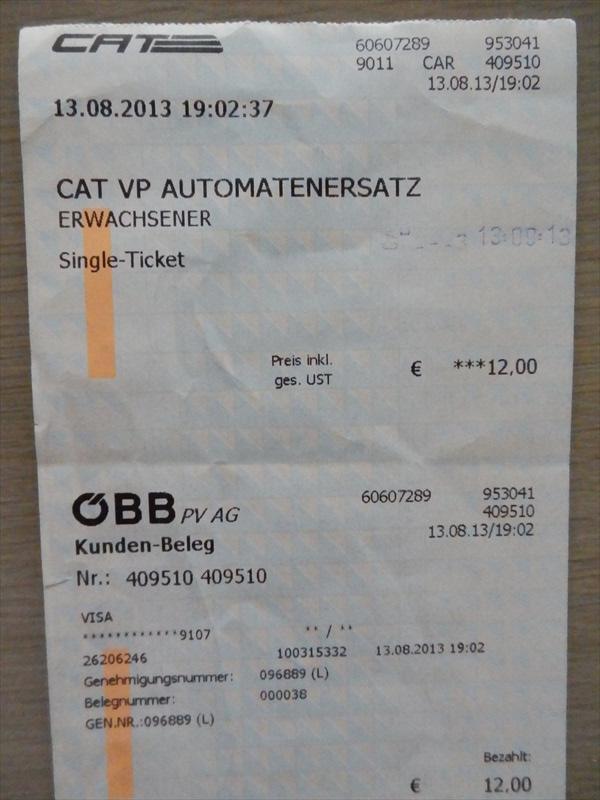 CAT
60607289 953041
9011 CAR 409510
13.08.13/19:02
13.08.2013 19:02:37
CAT VP AUTOMATENERSATZ
ERWACHSENER
13:09:13
Single-Ticket
Preis inkl.
ges. UST
€ ***12,00
ÖBB PV AG
60607289 953041
409510
13.08.13/19:02
Kunden-Beleg
Nr.: 409510 409510
VISA
************9107 ** / **
26206246 100315332 13.08.2013 19:02
Genehmigungsnummer: 096889 (L)
Belegnummer: 000038
GEN.NR.:096889 (L)
Bezahlt:
€ 12,00